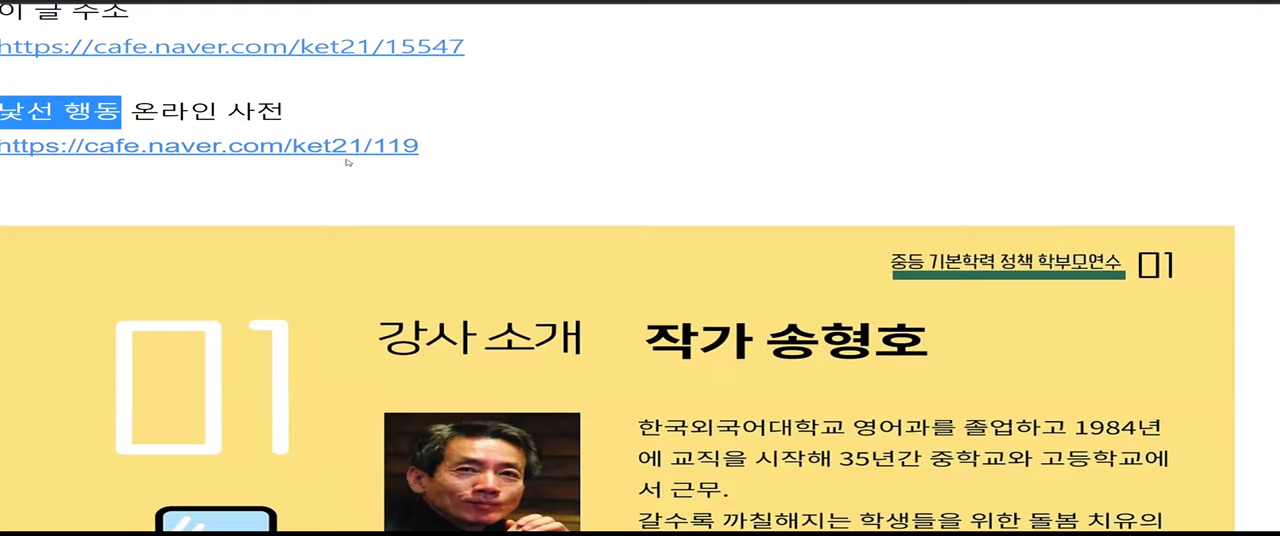 이 글 주소
https://cafe.naver.com/ket21/15547
낯선 행동 온라인 사전
https://cafe.naver.com/ket21/119
중등 기본학력 정책 학부모연수 01
01
강사 소개 작가 송형호
한국외국어대학교 영어과를 졸업하고 1984년
에 교직을 시작해 35년간 중학교와 고등학교에
서 근무.
갈수록 까칠해지는 학생들을 위한 돌봄 치유의